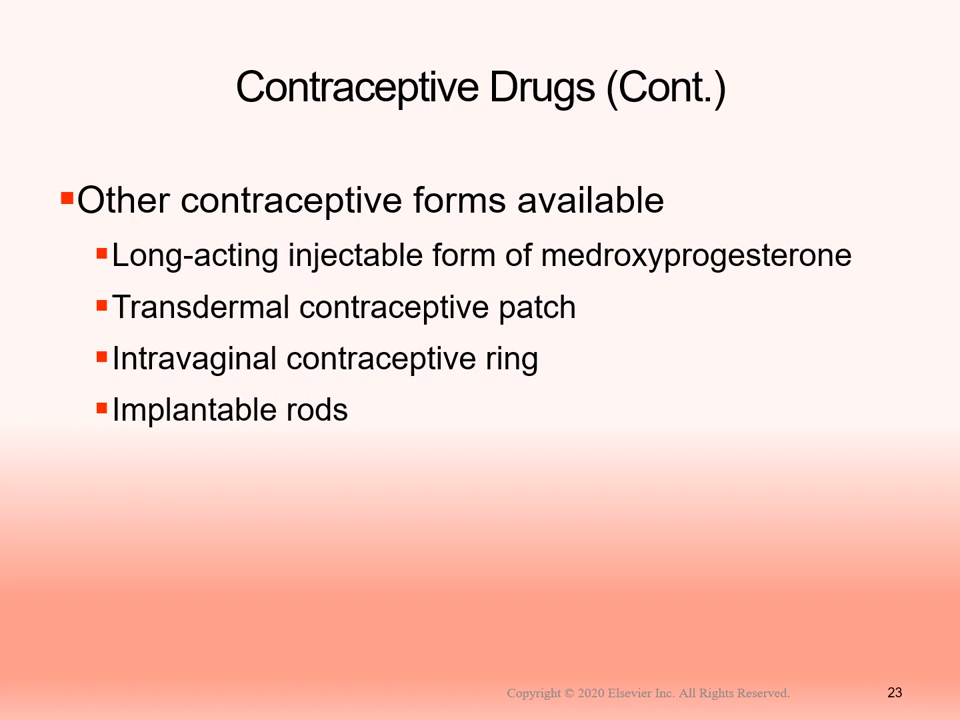 Contraceptive Drugs (Cont.)
Other contraceptive forms available
Long-acting injectable form of medroxyprogesterone
Transdermal contraceptive patch
Intravaginal contraceptive ring
Implantable rods
Copyright © 2020 Elsevier Inc. All Rights Reserved. 23